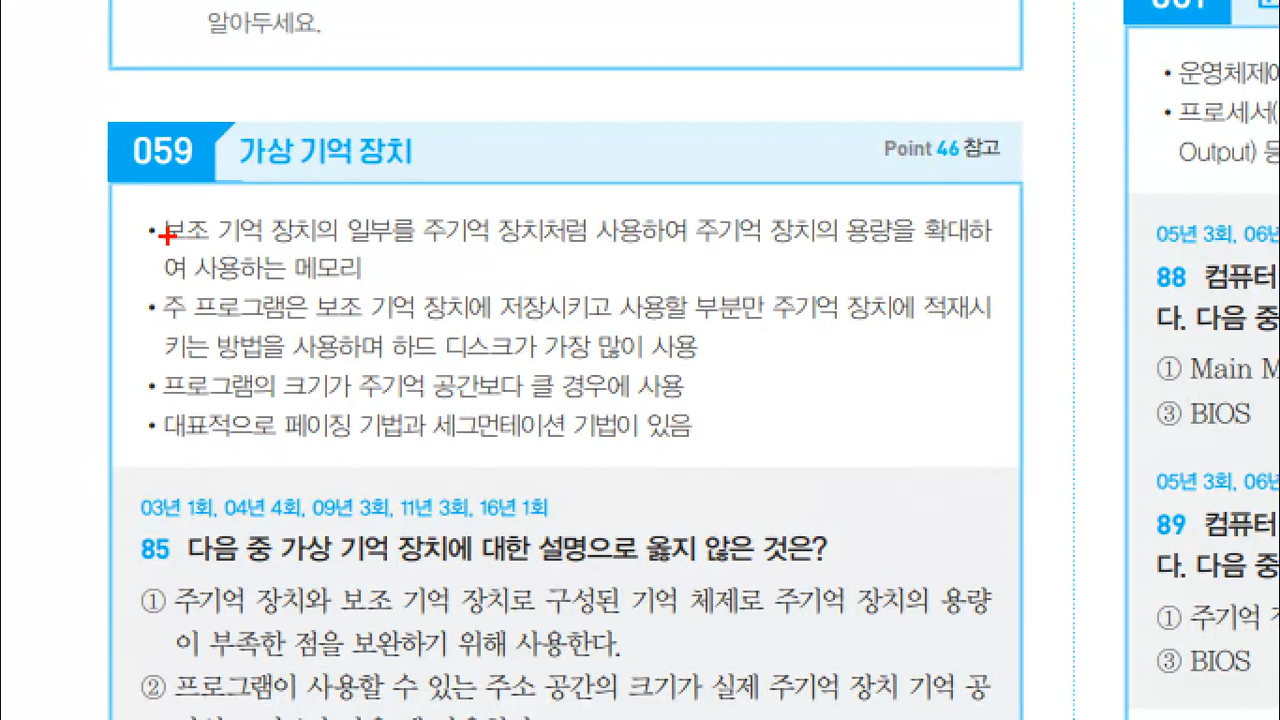 알아두세요.
059 가상 기억 장치 Point 46 참고
• 보조 기억 장치의 일부를 주기억 장치처럼 사용하여 주기억 장치의 용량을 확대하
여 사용하는 메모리
• 주 프로그램은 보조 기억 장치에 저장시키고 사용할 부분만 주기억 장치에 적재시
키는 방법을 사용하며 하드 디스크가 가장 많이 사용
• 프로그램의 크기가 주기억 공간보다 클 경우에 사용
• 대표적으로 페이징 기법과 세그먼테이션 기법이 있음
03년 1회, 04년 4회, 09년 3회, 11년 3회, 16년 1회
85 다음 중 가상 기억 장치에 대한 설명으로 옳지 않은 것은?
① 주기억 장치와 보조 기억 장치로 구성된 기억 체제로 주기억 장치의 용량
이 부족한 점을 보완하기 위해 사용한다.
② 프로그램이 사용할 수 있는 주소 공간의 크기가 실제 주기억 장치 기억 공
• 운영체제에
• 프로세서(
Output) 등
05년 3회, 06년
88 컴퓨터
다. 다음 중
① Main M
③ BIOS
05년 3회, 06년
89 컴퓨터
다. 다음 중
① 주기억
③ BIOS